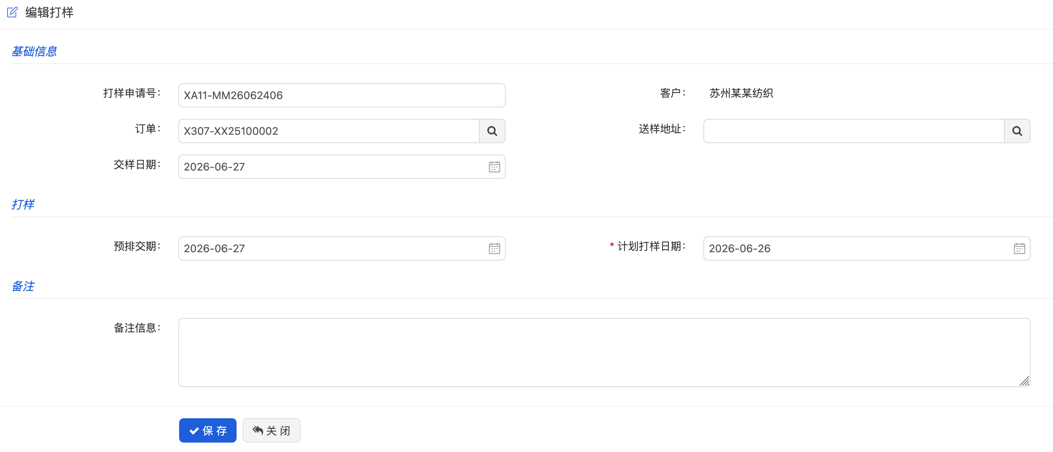 编辑打样
基础信息
打样申请号： XA11-MM26062406 客户： 苏州某某纺织
订单： X307-XX25100002 送样地址：
交样日期： 2026-06-27
打样
预排交期： 2026-06-27 * 计划打样日期： 2026-06-26
备注
备注信息：
保 存 关 闭